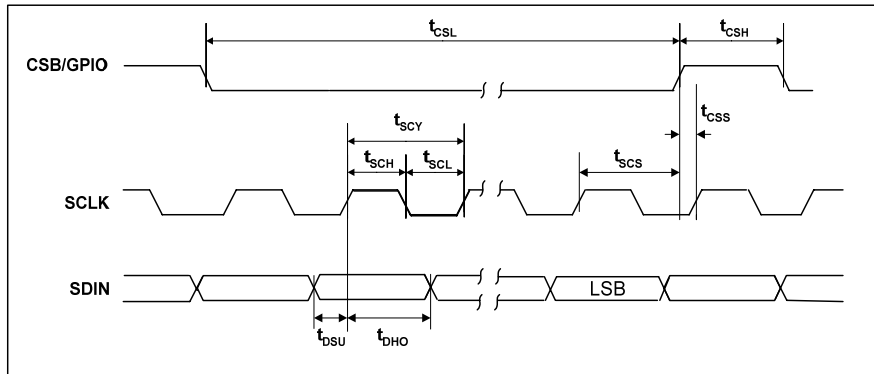 tCSL
tCSH
CSB/GPIO
tCSS
tSCY
tSCH
tSCL
tSCS
SCLK
SDIN
LSB
tDSU
tDHO